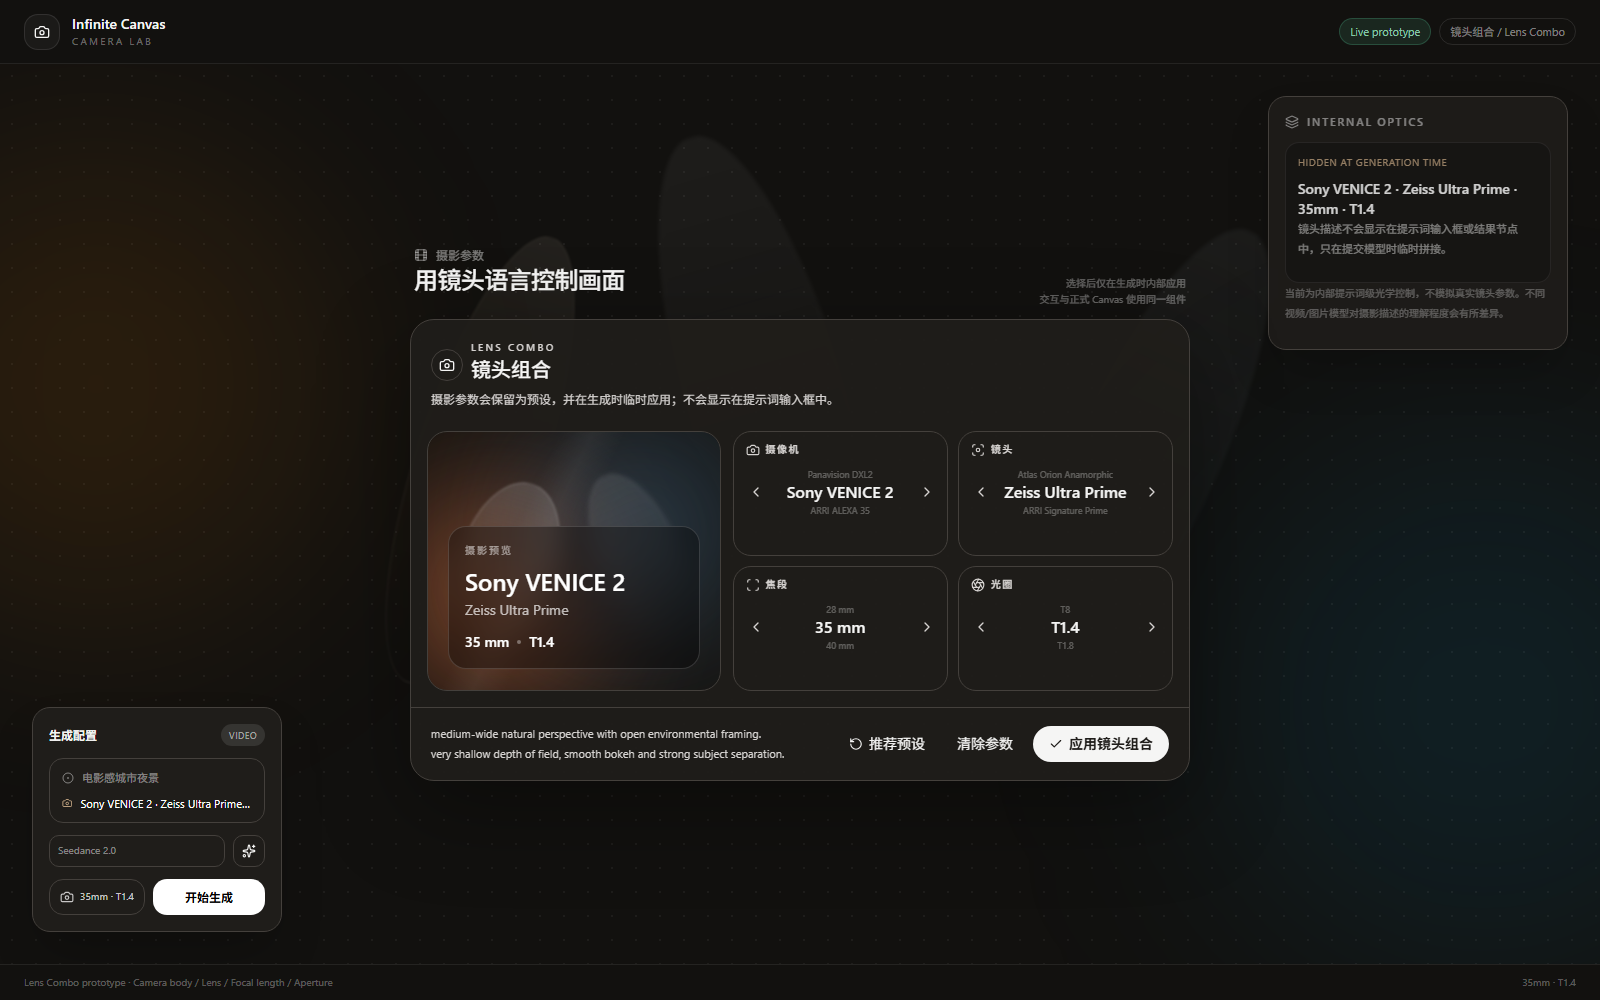 Infinite Canvas
CAMERA LAB
Live prototype
镜头组合 / Lens Combo
INTERNAL OPTICS
HIDDEN AT GENERATION TIME
Sony VENICE 2 · Zeiss Ultra Prime ·
35mm · T1.4
镜头描述不会显示在提示词输入框或结果节点
中，只在提交模型时临时拼接。
当前为内部提示词级光学控制，不模拟真实镜头参数。不同
视频/图片模型对摄影描述的理解程度会有所差异。
摄影参数
用镜头语言控制画面
选择后仅在生成时内部应用
交互与正式 Canvas 使用同一组件
LENS COMBO
镜头组合
摄影参数会保留为预设，并在生成时临时应用；不会显示在提示词输入框中。
摄影预览
Sony VENICE 2
Zeiss Ultra Prime
35 mm • T1.4
摄像机
Panavision DXL2
Sony VENICE 2
ARRI ALEXA 35
镜头
Atlas Orion Anamorphic
Zeiss Ultra Prime
ARRI Signature Prime
焦段
28 mm
35 mm
40 mm
光圈
T8
T1.4
T1.8
medium-wide natural perspective with open environmental framing.
very shallow depth of field, smooth bokeh and strong subject separation.
推荐预设
清除参数
应用镜头组合
生成配置
VIDEO
电影感城市夜景
Sony VENICE 2 · Zeiss Ultra Prime...
Seedance 2.0
35mm · T1.4
开始生成
Lens Combo prototype · Camera body / Lens / Focal length / Aperture
35mm · T1.4